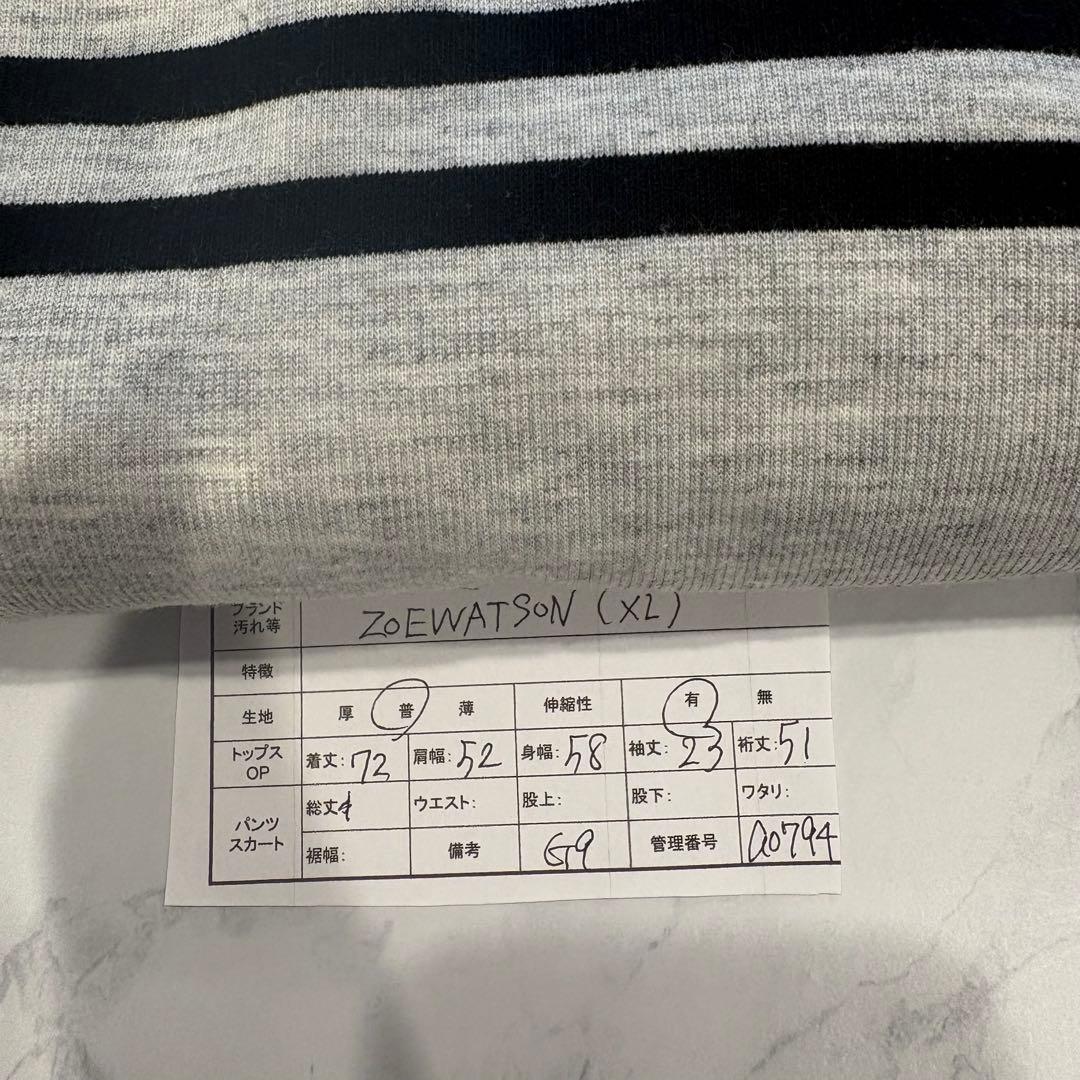 ブランド ZOEWATSON (XL)
汚れ等
特徴
生地 厚 普 薄 伸縮性 有 無
トップス 着丈:72 肩幅:52 身幅:58 袖丈:23 裄丈:51
OP
総丈 ウエスト: 股上: 股下: ワタリ:
パンツ
スカート
裾幅: 備考 G9 管理番号 a0794